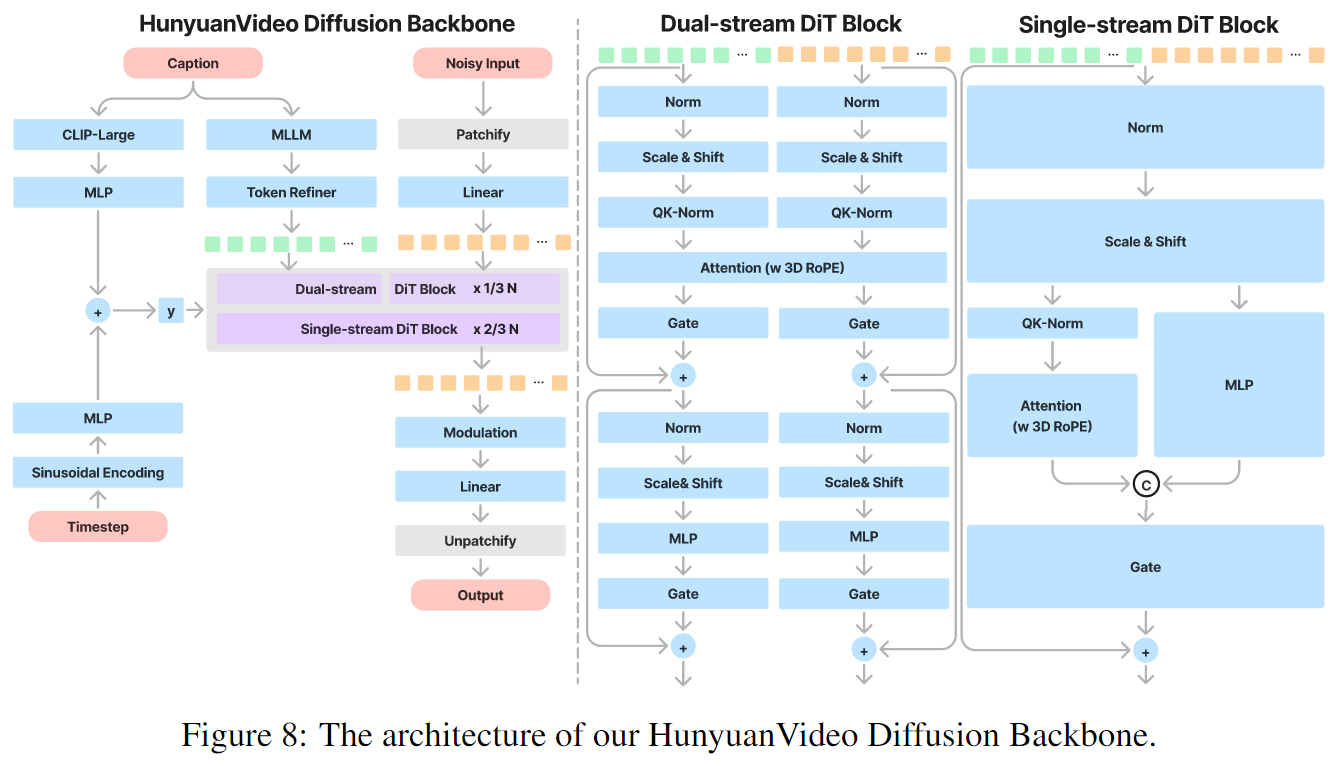 HunyuanVideo Diffusion Backbone
Caption
Noisy Input
CLIP-Large
MLLM
Patchify
MLP
Token Refiner
Linear
...
...
Dual-stream DiT Block x 1/3 N
+
y
Single-stream DiT Block x 2/3 N
...
MLP
Modulation
Sinusoidal Encoding
Linear
Timestep
Unpatchify
Output
Dual-stream DiT Block
...
...
Norm
Norm
Scale & Shift
Scale & Shift
QK-Norm
QK-Norm
Attention (w 3D RoPE)
Gate
Gate
+
+
Norm
Norm
Scale& Shift
Scale& Shift
MLP
MLP
Gate
Gate
+
+
Single-stream DiT Block
...
...
Norm
Scale & Shift
QK-Norm
MLP
Attention
(w 3D RoPE)
C
Gate
+
Figure 8: The architecture of our HunyuanVideo Diffusion Backbone.